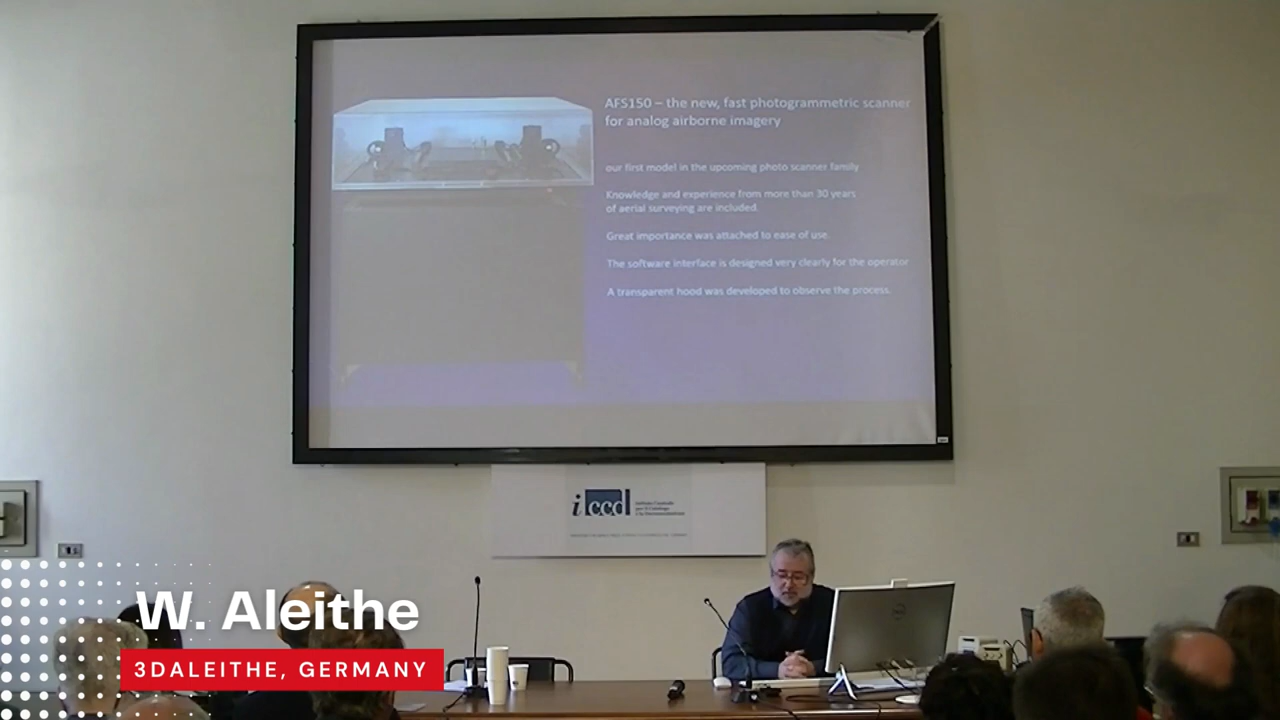 AFS150 – the new, fast photogrammetric scanner
for analog airborne imagery
our first model in the upcoming photo scanner family
Knowledge and experience from more than 30 years
of aerial surveying are included.
Great importance was attached to ease of use.
The software interface is designed very clearly for the operator
A transparent hood was developed to observe the process.
iccd
W. Aleithe
3DALEITHE, GERMANY